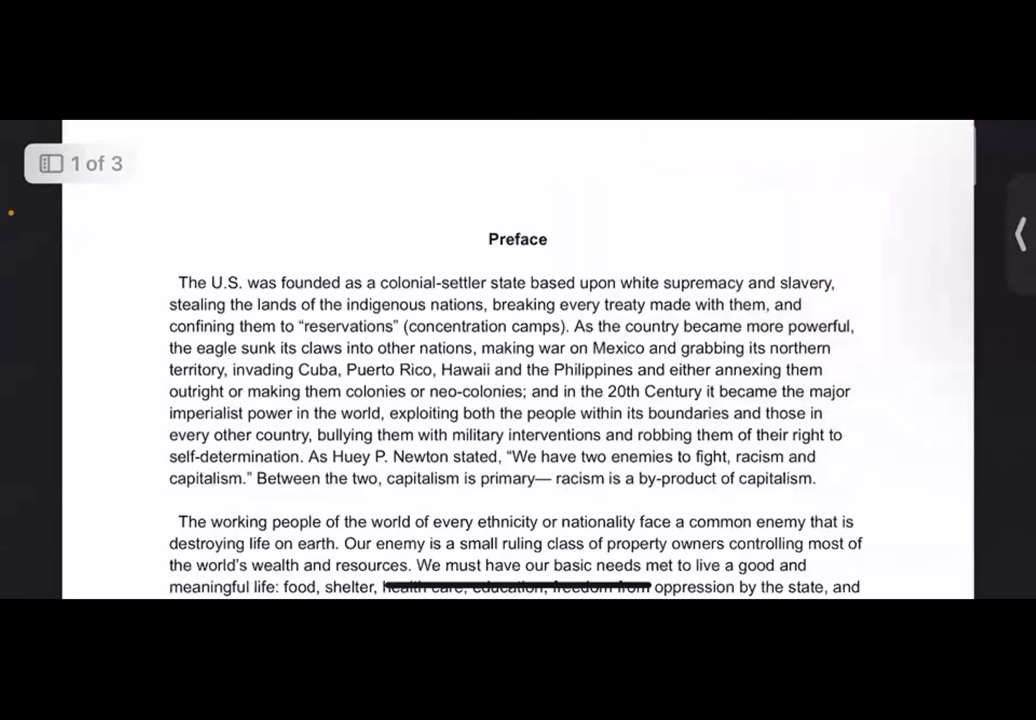 1 of 3
Preface
The U.S. was founded as a colonial-settler state based upon white supremacy and slavery,
stealing the lands of the indigenous nations, breaking every treaty made with them, and
confining them to “reservations” (concentration camps). As the country became more powerful,
the eagle sunk its claws into other nations, making war on Mexico and grabbing its northern
territory, invading Cuba, Puerto Rico, Hawaii and the Philippines and either annexing them
outright or making them colonies or neo-colonies; and in the 20th Century it became the major
imperialist power in the world, exploiting both the people within its boundaries and those in
every other country, bullying them with military interventions and robbing them of their right to
self-determination. As Huey P. Newton stated, “We have two enemies to fight, racism and
capitalism.” Between the two, capitalism is primary— racism is a by-product of capitalism.
The working people of the world of every ethnicity or nationality face a common enemy that is
destroying life on earth. Our enemy is a small ruling class of property owners controlling most of
the world’s wealth and resources. We must have our basic needs met to live a good and
meaningful life: food, shelter, health care, education, freedom from oppression by the state, and